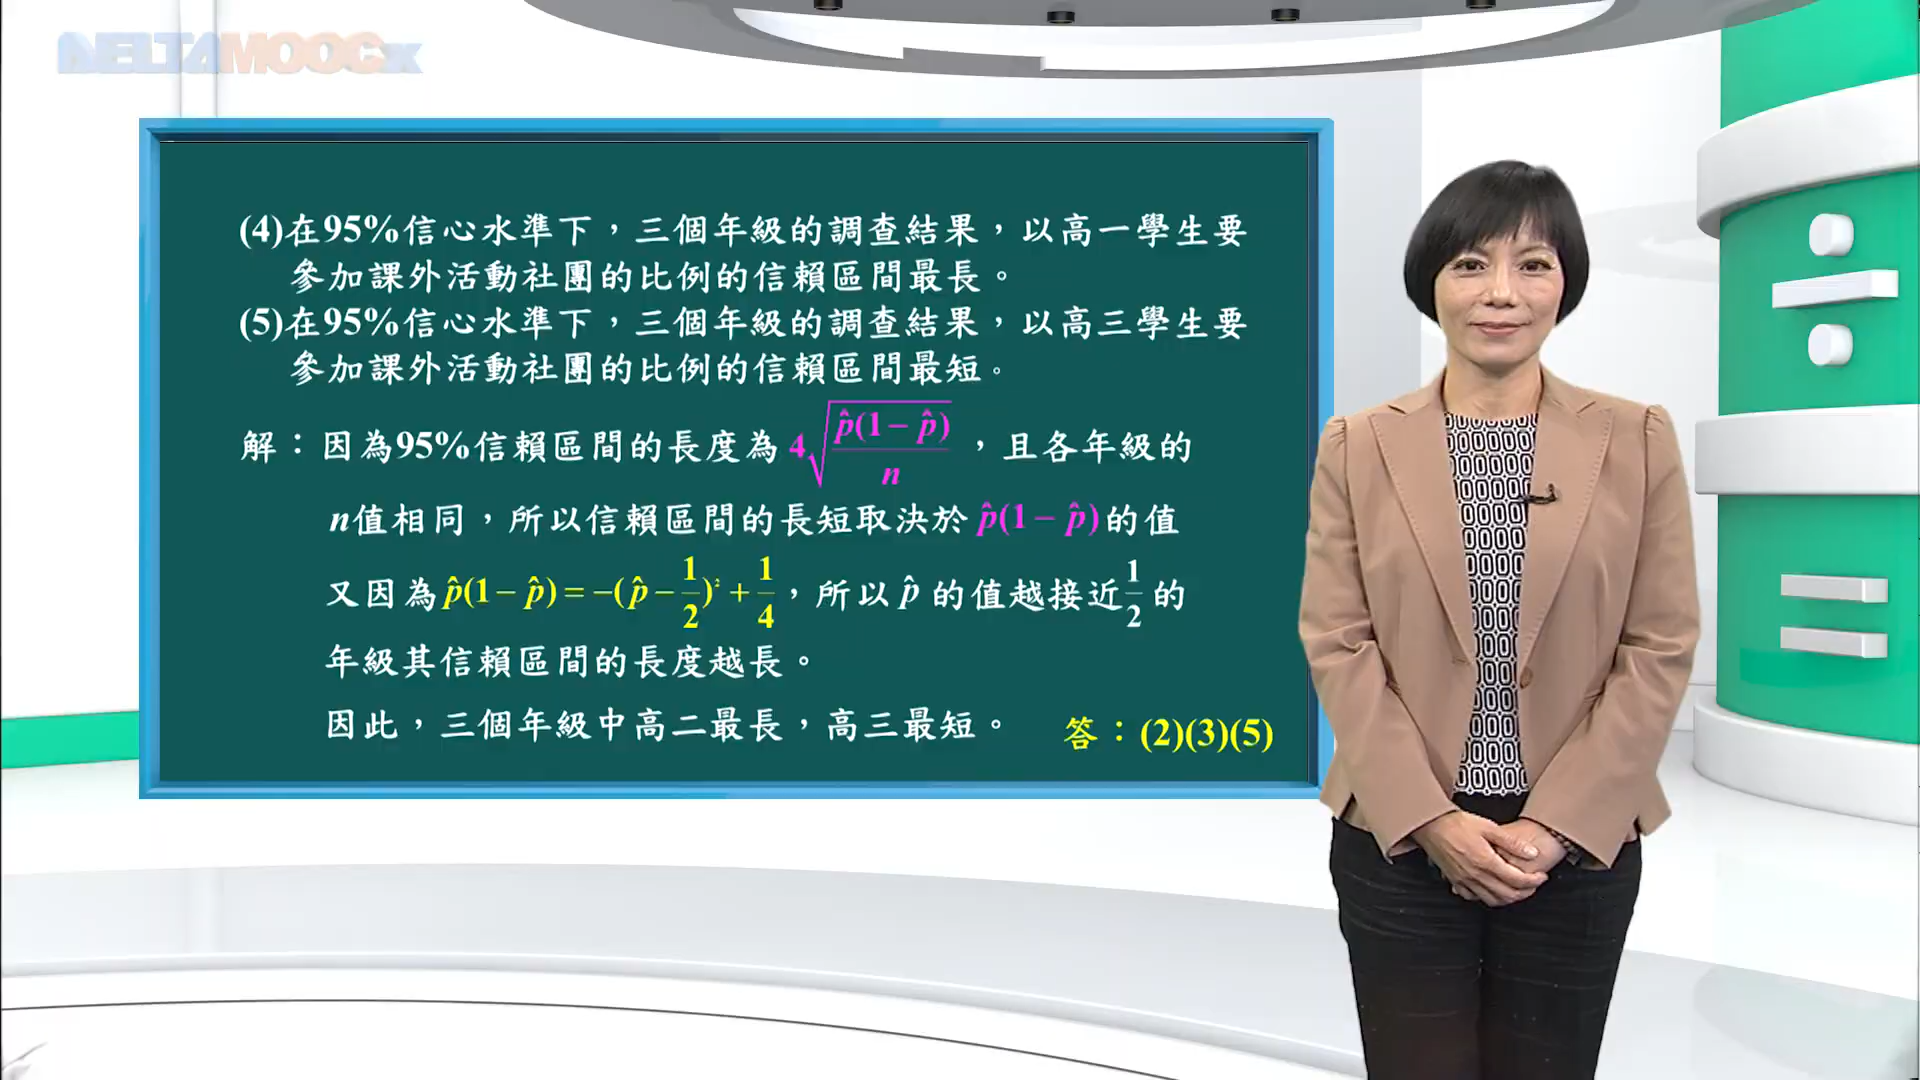 DELTAMOOCx
(4)在95%信心水準下，三個年級的調查結果，以高一學生要
參加課外活動社團的比例的信賴區間最長。
(5)在95%信心水準下，三個年級的調查結果，以高三學生要
參加課外活動社團的比例的信賴區間最短。
解：因為95%信賴區間的長度為 4√(p̂(1−p̂)/n) ，且各年級的
n值相同，所以信賴區間的長短取決於 p̂(1−p̂)的值
又因為p̂(1−p̂)=−(p̂−1/2)²+1/4，所以p̂ 的值越接近1/2的
年級其信賴區間的長度越長。
因此，三個年級中高二最長，高三最短。 答：(2)(3)(5)